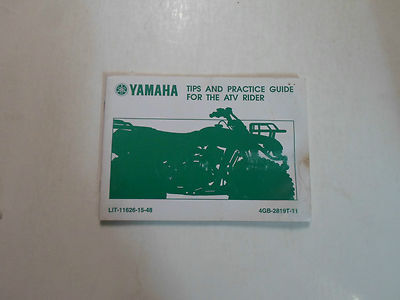 YAMAHA TIPS AND PRACTICE GUIDE
FOR THE ATV RIDER
LIT-11626-15-48 4GB-2819T-11